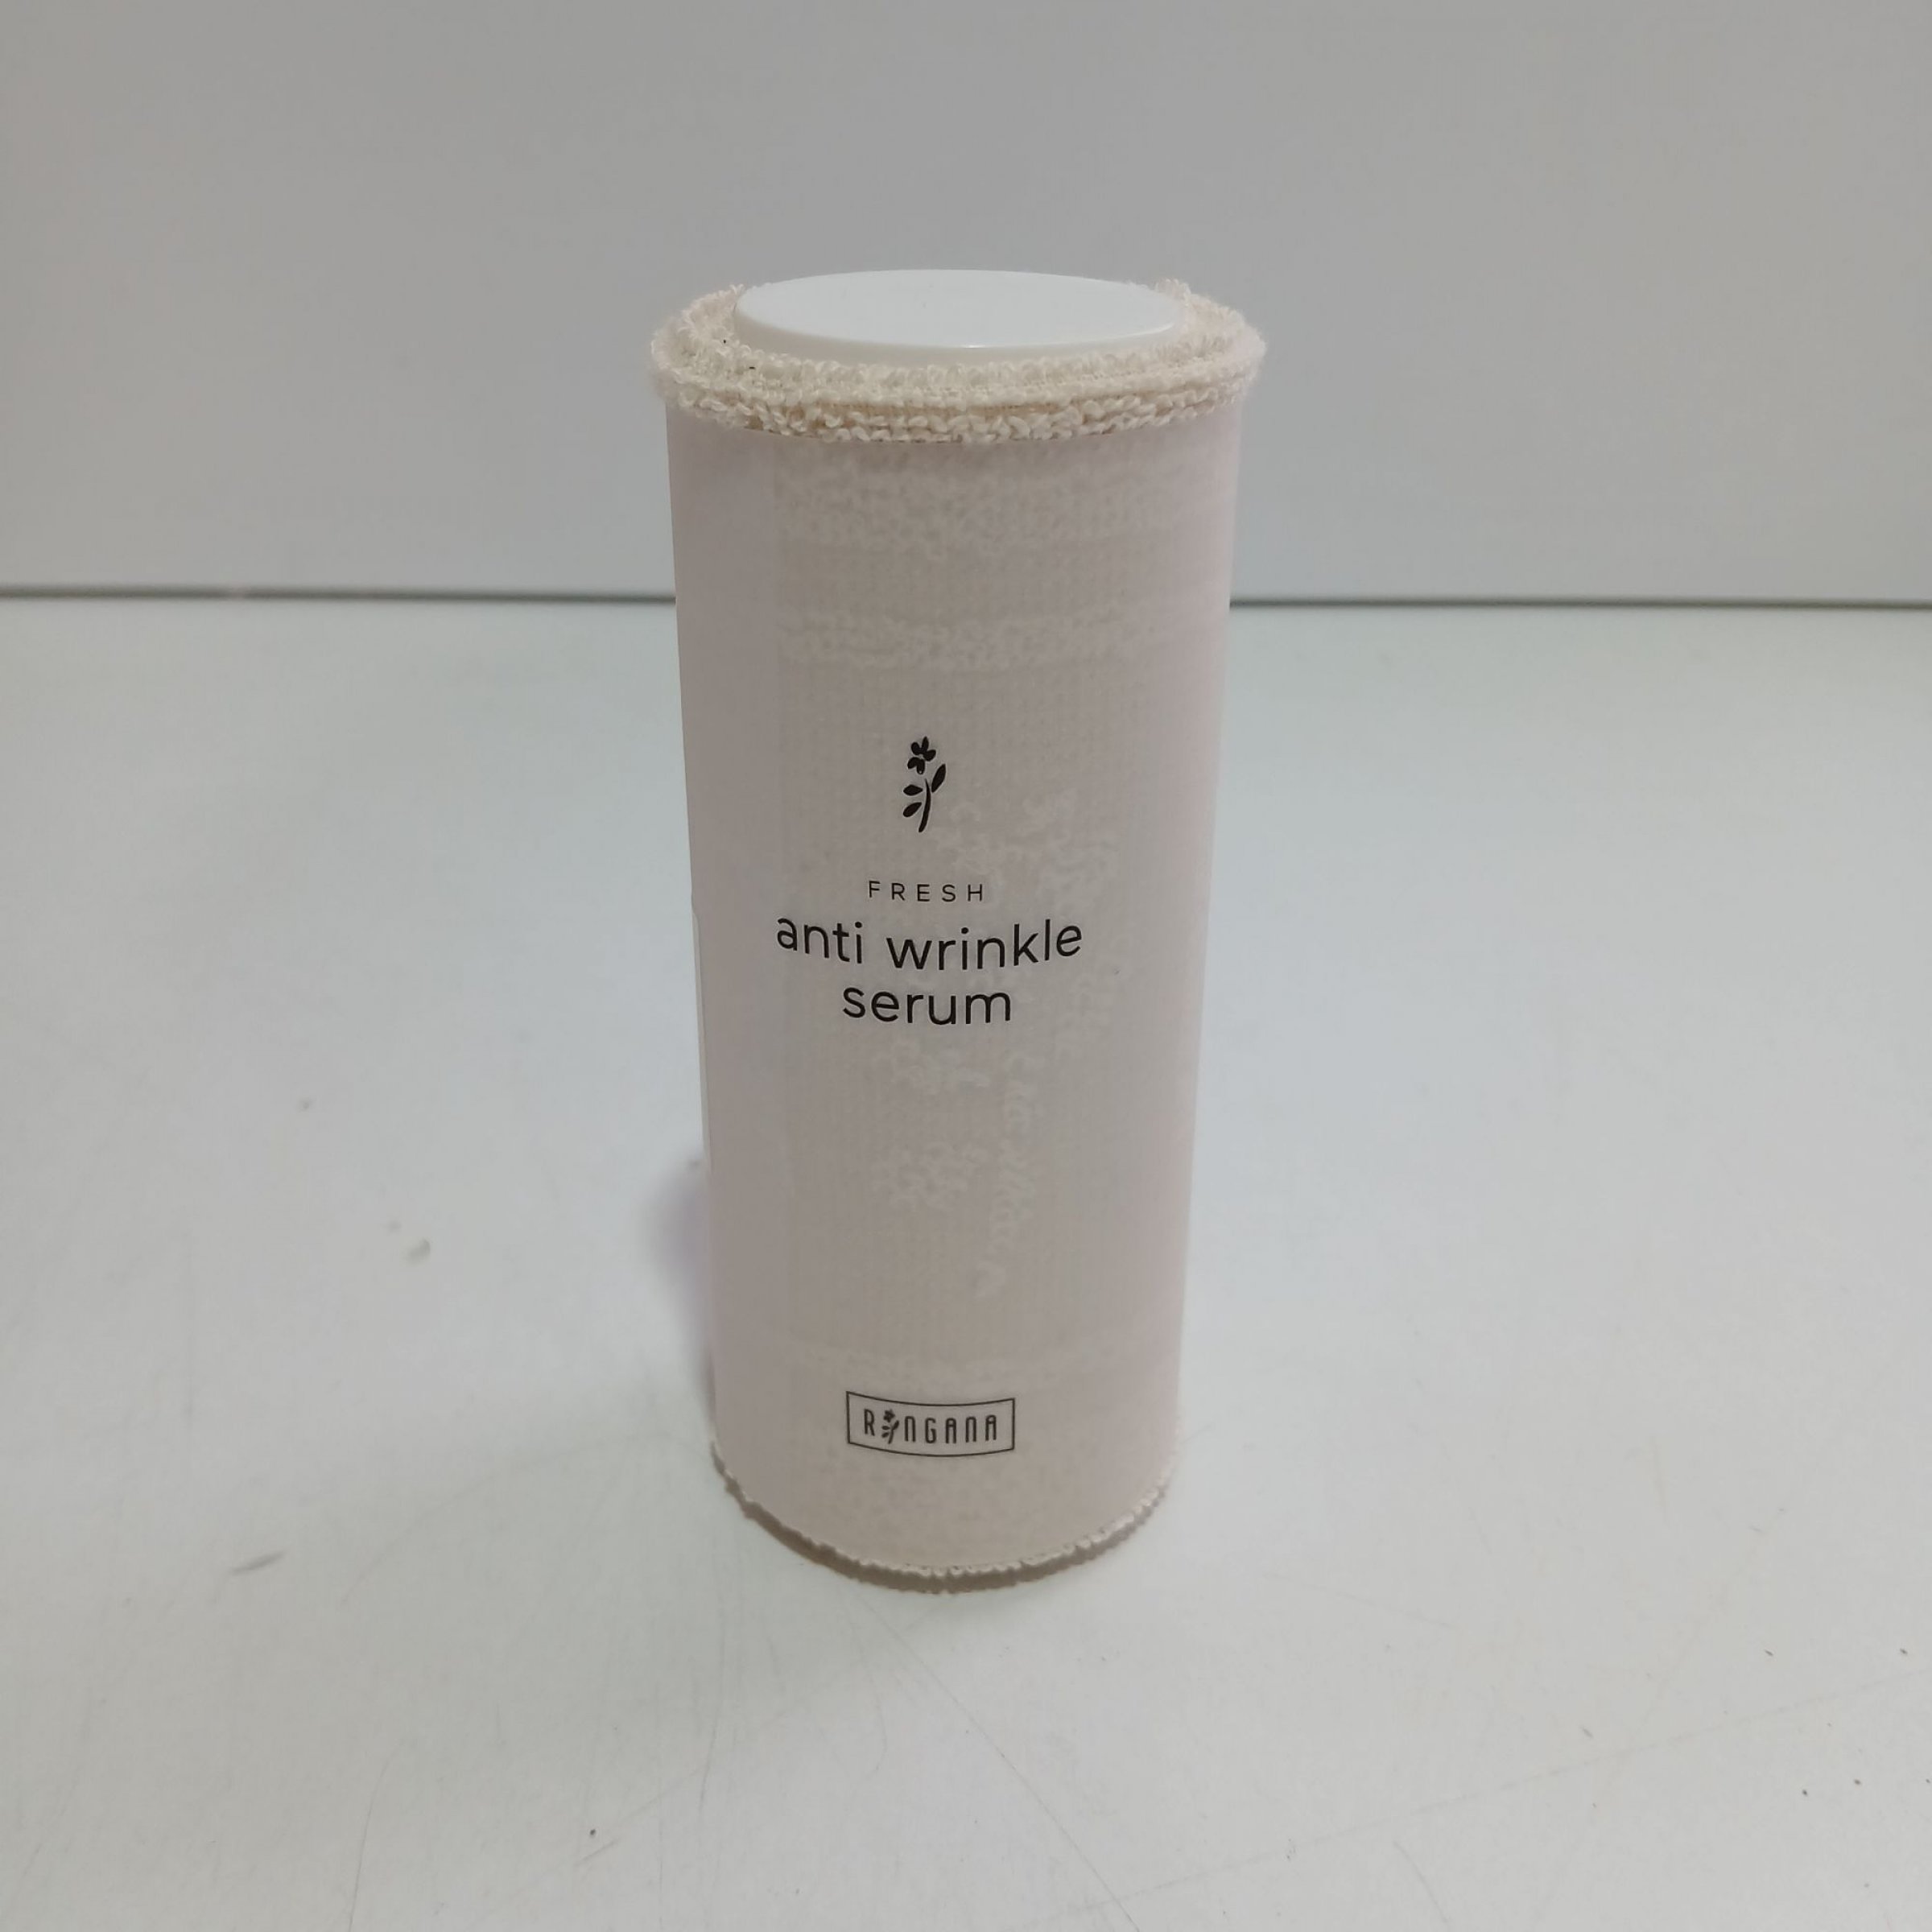 FRESH
anti wrinkle
serum
RINGANA